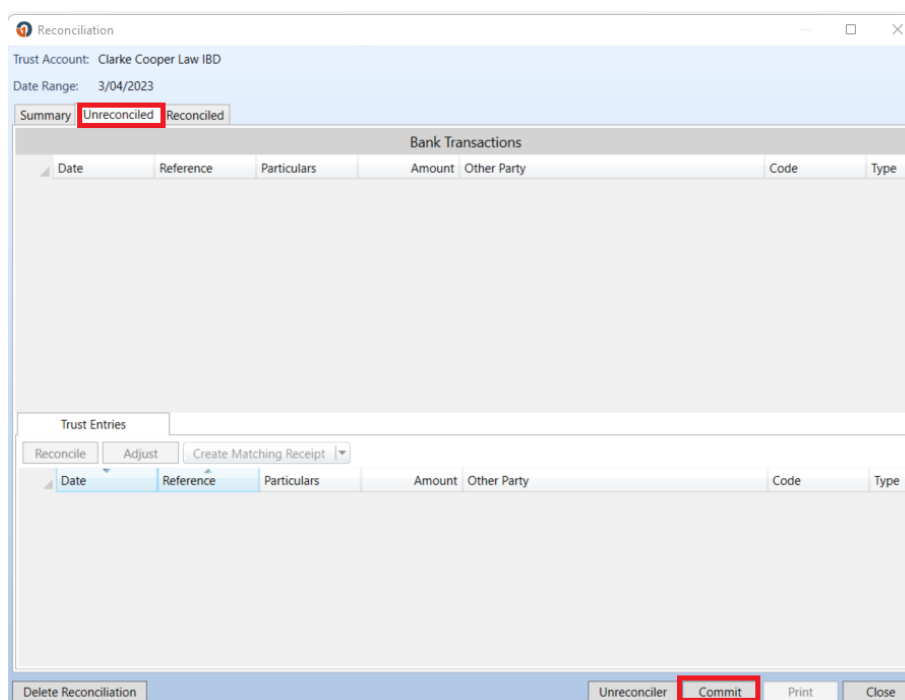 Reconciliation
Trust Account: Clarke Cooper Law IBD
Date Range: 3/04/2023
Summary Unreconciled Reconciled
Bank Transactions
Date Reference Particulars Amount Other Party Code Type
Trust Entries
Reconcile Adjust Create Matching Receipt
Date Reference Particulars Amount Other Party Code Type
Delete Reconciliation Unreconciler Commit Print Close